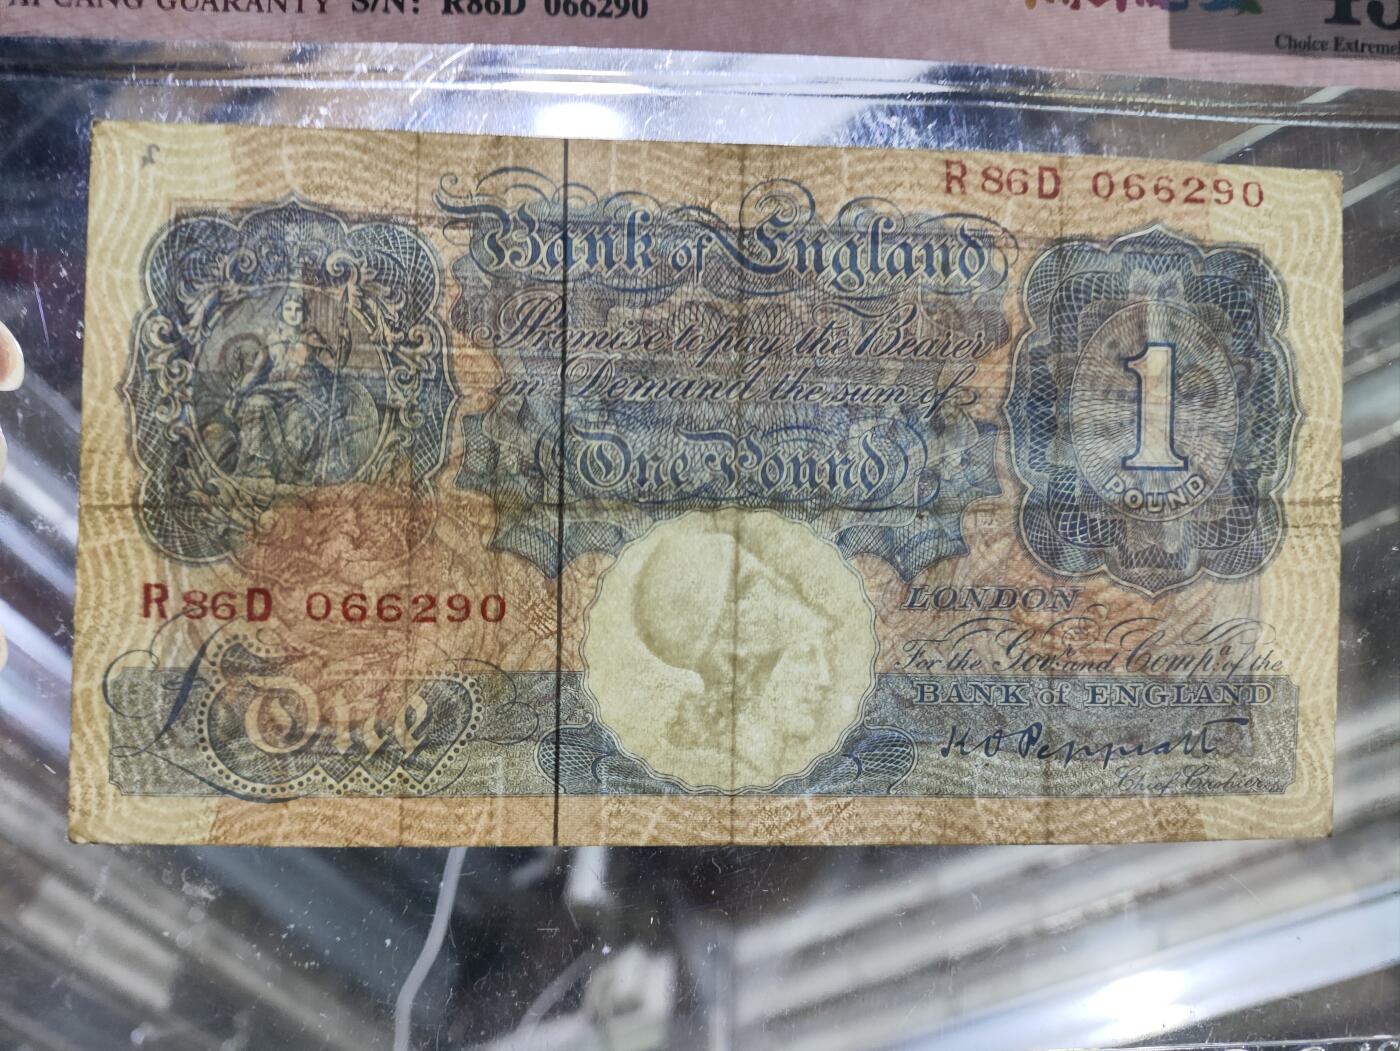 GUARANTY S/N: R86D 066290
Choice Extreme
R86D 066290
Bank of England
Promise to pay the Bearer
on Demand the sum of
One Pound
1
POUND
R86D 066290
LONDON
For the Govr. and Compa. of the
BANK of ENGLAND
K O Peppiatt
Chief Cashier
£ One